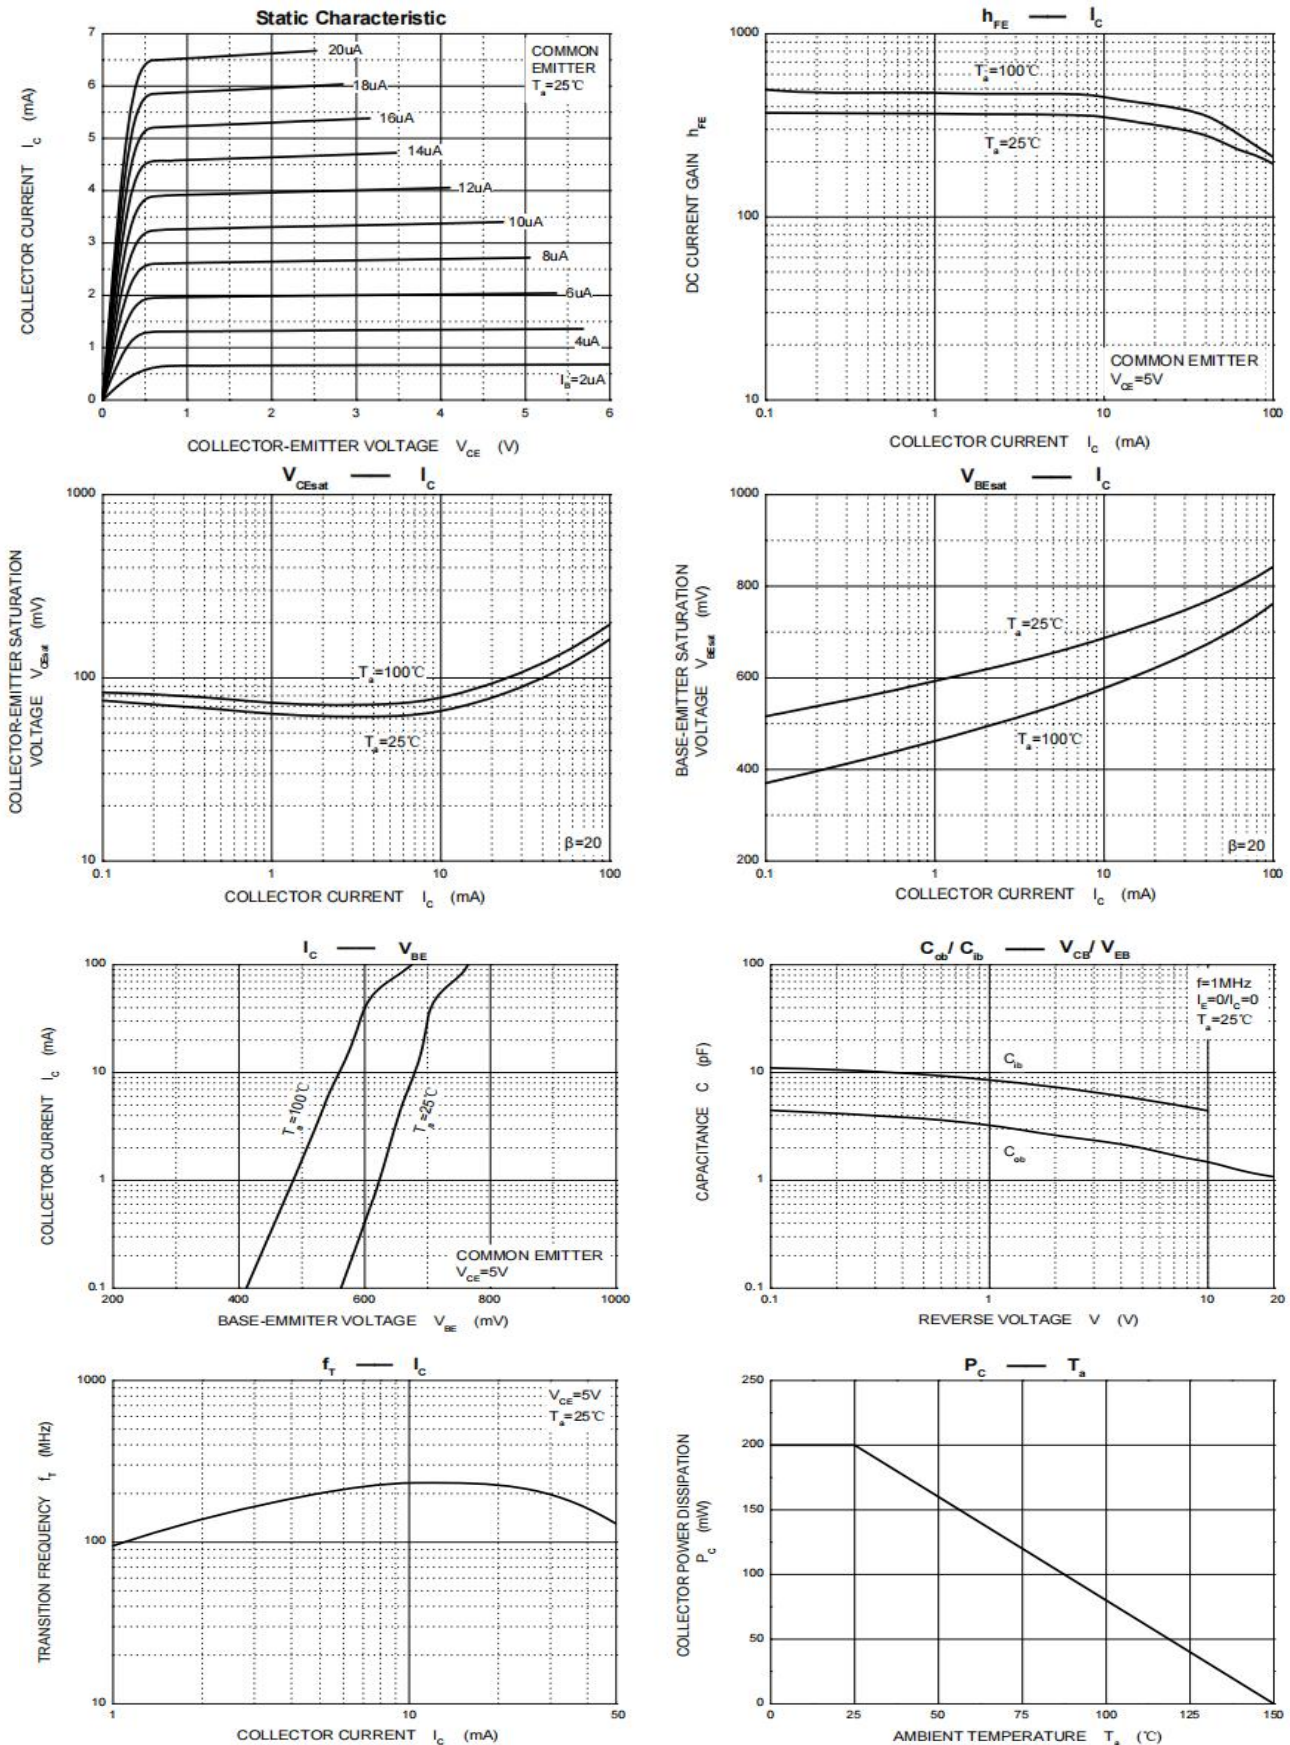 Static Characteristic
COLLECTOR CURRENT I_C (mA)
7
6
5
4
3
2
1
0
20uA
18uA
16uA
14uA
12uA
10uA
8uA
6uA
4uA
I_B=2uA
COMMON
EMITTER
T_a=25℃
0 1 2 3 4 5 6
COLLECTOR-EMITTER VOLTAGE V_CE (V)
h_FE —— I_C
DC CURRENT GAIN h_FE
1000
100
10
T_a=100℃
T_a=25℃
COMMON EMITTER
V_CE=5V
0.1 1 10 100
COLLECTOR CURRENT I_C (mA)
V_CEsat —— I_C
COLLECTOR-EMITTER SATURATION
VOLTAGE V_CEsat (mV)
1000
100
10
T_a=100℃
T_a=25℃
β=20
0.1 1 10 100
COLLECTOR CURRENT I_C (mA)
V_BEsat —— I_C
BASE-EMITTER SATURATION
VOLTAGE V_BEsat (mV)
1000
800
600
400
200
T_a=25℃
T_a=100℃
β=20
0.1 1 10 100
COLLECTOR CURRENT I_C (mA)
I_C —— V_BE
COLLCETOR CURRENT I_C (mA)
100
10
1
0.1
T_a=100℃
T_a=25℃
COMMON EMITTER
V_CE=5V
200 400 600 800 1000
BASE-EMMITER VOLTAGE V_BE (mV)
C_ob/ C_ib —— V_CB/ V_EB
CAPACITANCE C (pF)
100
10
1
0.1
f=1MHz
I_E=0/I_C=0
T_a=25℃
C_ib
C_ob
0.1 1 10 20
REVERSE VOLTAGE V (V)
f_T —— I_C
TRANSITION FREQUENCY f_T (MHz)
1000
100
10
V_CE=5V
T_a=25℃
1 10 50
COLLECTOR CURRENT I_C (mA)
P_C —— T_a
COLLECTOR POWER DISSIPATION
P_C (mW)
250
200
150
100
50
0
0 25 50 75 100 125 150
AMBIENT TEMPERATURE T_a (℃)